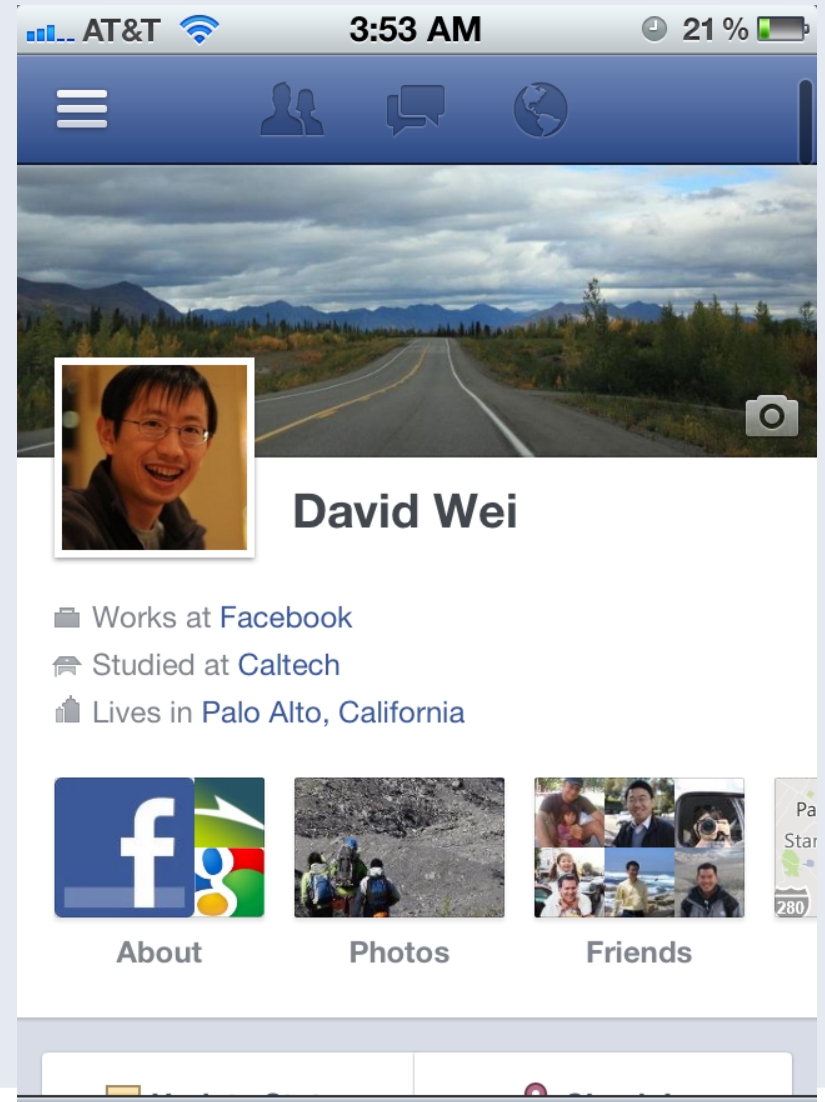 AT&T 3:53 AM 21 %
David Wei
Works at Facebook
Studied at Caltech
Lives in Palo Alto, California
f
g
280
About Photos Friends